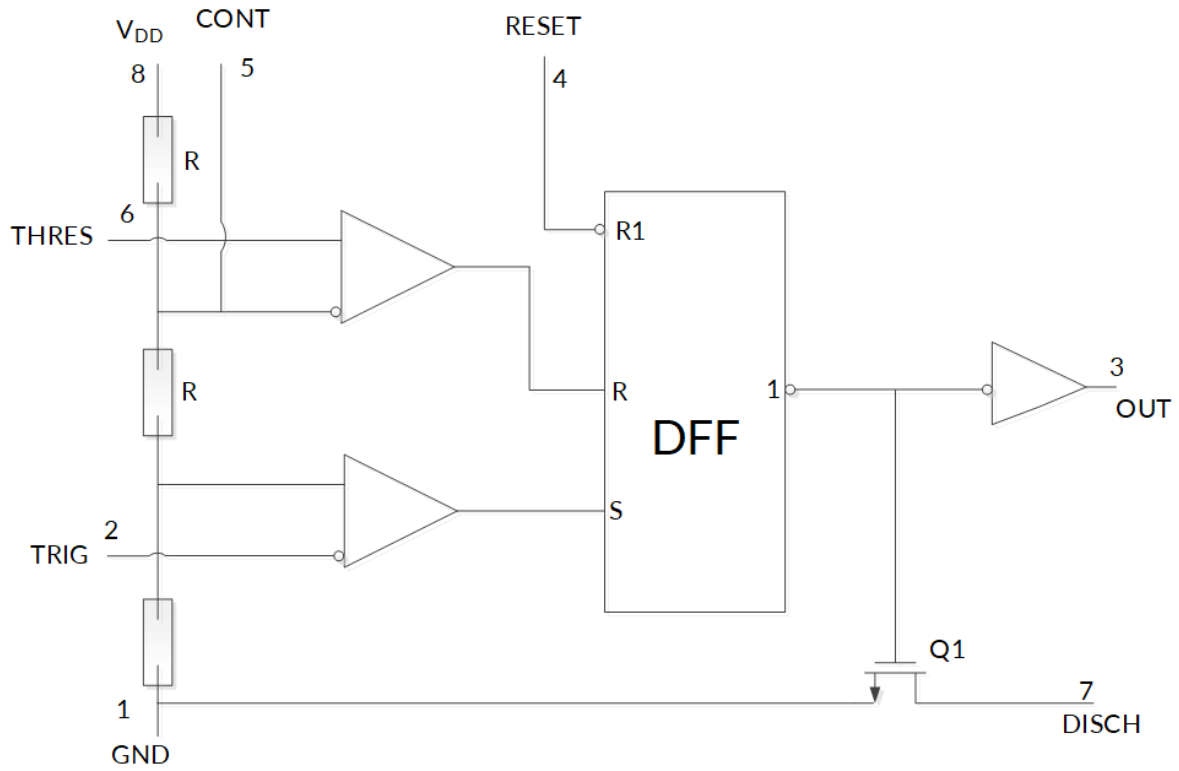 CONT
RESET
V_DD
8
5
4
R
6
THRES
R1
R
R
1
3
OUT
DFF
2
S
TRIG
Q1
7
1
DISCH
GND